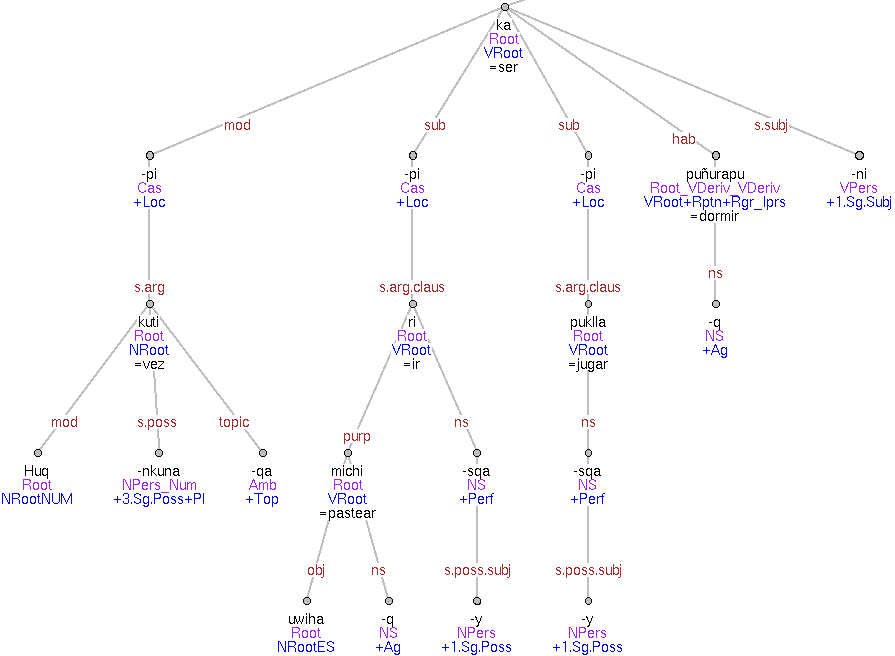 ka
Root
VRoot
=ser
mod
sub
sub
hab
s.subj
-pi
Cas
+Loc
-pi
Cas
+Loc
-pi
Cas
+Loc
puñurapu
Root_VDeriv_VDeriv
VRoot+Rptn+Rgr_Iprs
=dormir
-ni
VPers
+1.Sg.Subj
s.arg
s.arg.claus
s.arg.claus
ns
kuti
Root
NRoot
=vez
ri
Root
VRoot
=ir
puklla
Root
VRoot
=jugar
-q
NS
+Ag
mod
s.poss
topic
purp
ns
ns
Huq
Root
NRootNUM
-nkuna
NPers_Num
+3.Sg.Poss+Pl
-qa
Amb
+Top
michi
Root
VRoot
=pastear
-sqa
NS
+Perf
-sqa
NS
+Perf
obj
ns
s.poss.subj
s.poss.subj
uwiha
Root
NRootES
-q
NS
+Ag
-y
NPers
+1.Sg.Poss
-y
NPers
+1.Sg.Poss